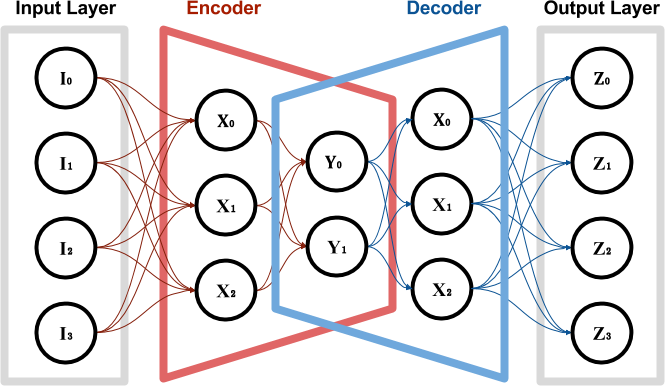 Input Layer
Encoder
Decoder
Output Layer
I0
I1
I2
I3
X0
X1
X2
Y0
Y1
X0
X1
X2
Z0
Z1
Z2
Z3